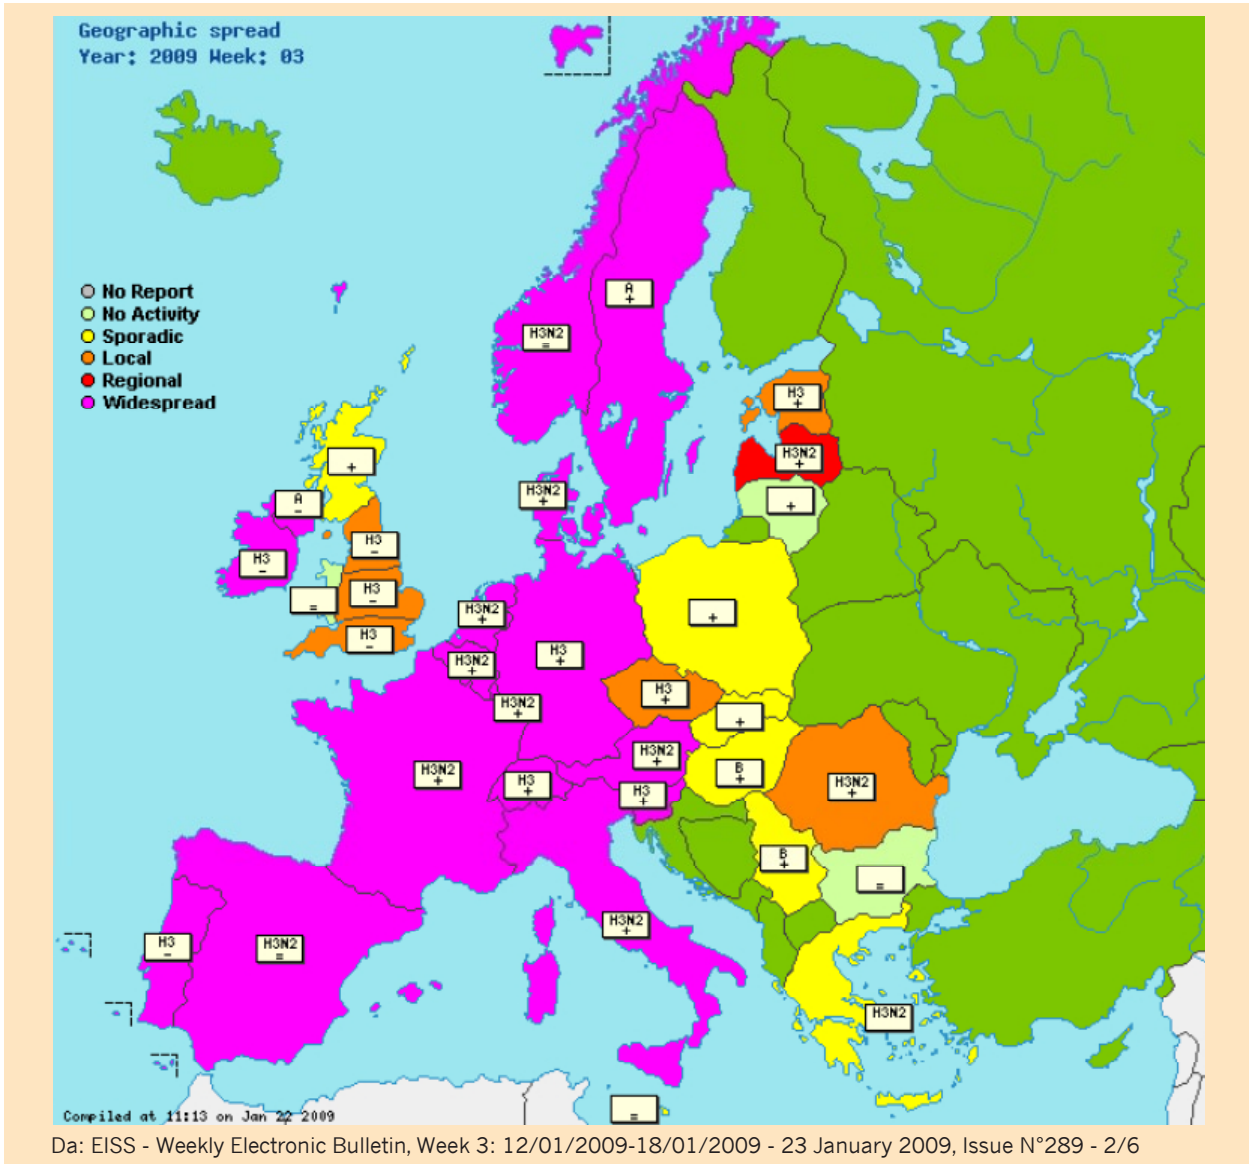 Geographic spread
Year: 2009 Week: 03
No Report
No Activity
Sporadic
Local
Regional
Widespread
A
+
H3N2
=
H3
+
H3N2
+
+
+
H3N2
+
A
-
H3
-
H3
-
=
H3
-
H3
-
H3N2
+
+
H3N2
+
H3
+
H3
+
H3N2
+
+
H3N2
+
B
+
H3N2
+
H3
+
H3
+
H3N2
+
B
+
=
H3N2
+
H3
-
H3N2
=
H3N2
=
Compiled at 11:13 on Jan 22 2009
Da: EISS - Weekly Electronic Bulletin, Week 3: 12/01/2009-18/01/2009 - 23 January 2009, Issue N°289 - 2/6